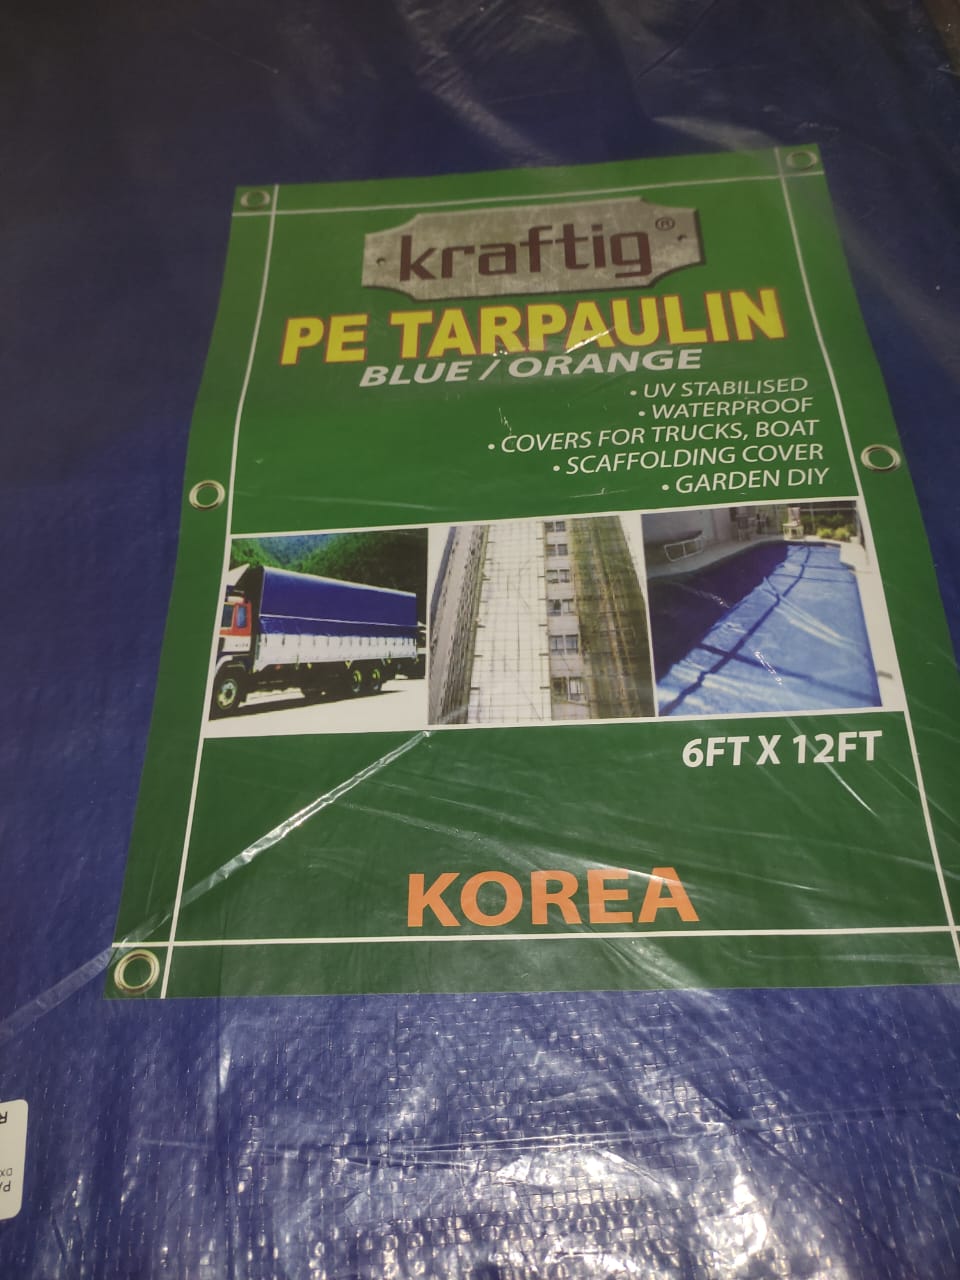 kraftig®
PE TARPAULIN
BLUE / ORANGE
• UV STABILISED
• WATERPROOF
• COVERS FOR TRUCKS, BOAT
• SCAFFOLDING COVER
• GARDEN DIY
6FT X 12FT
KOREA